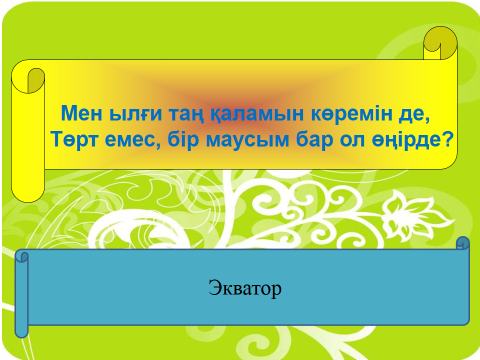 Мен ылғи таң қаламын көремін де,
Төрт емес, бір маусым бар ол өңірде?
Экватор